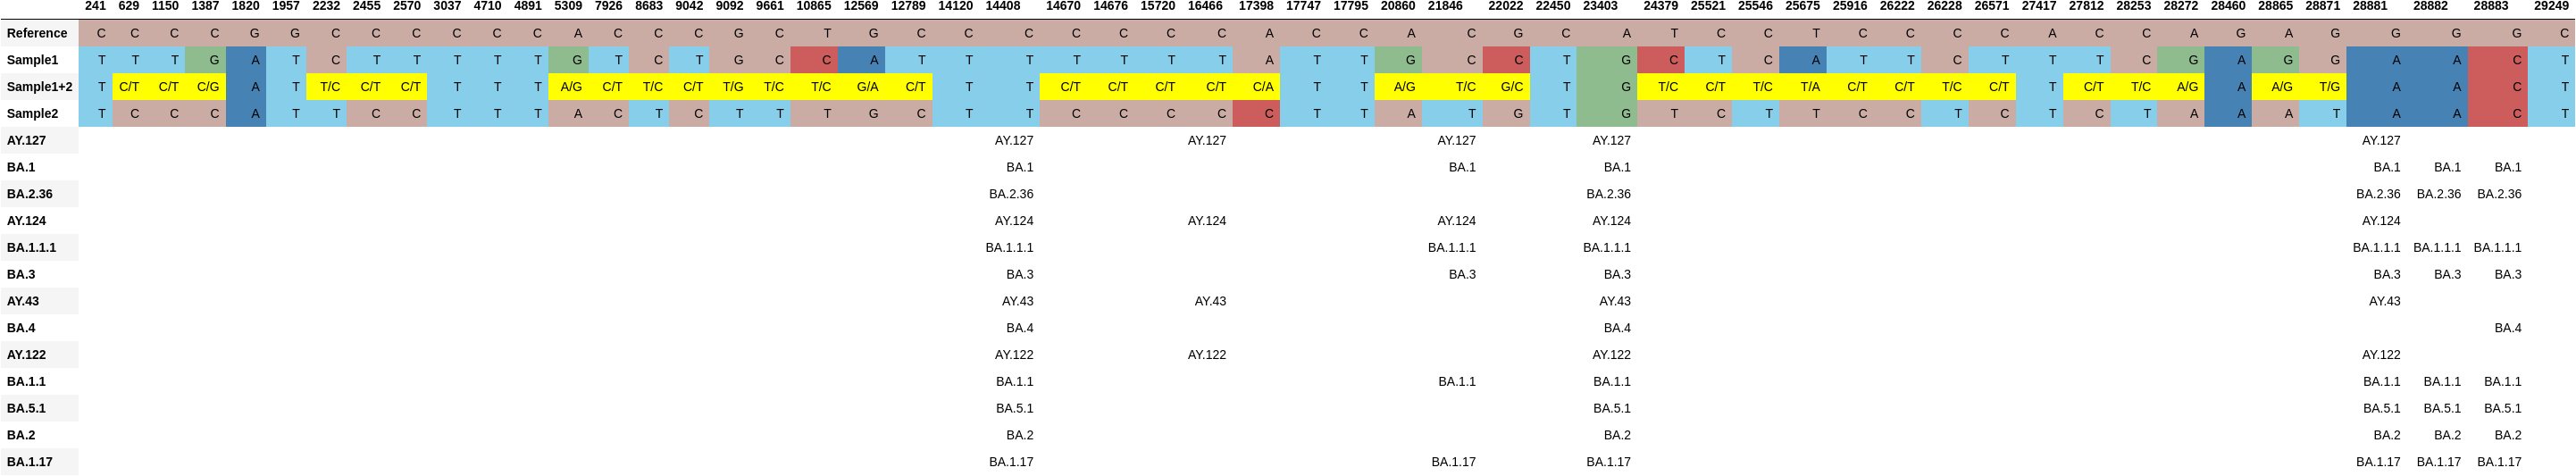 241 629 1150 1387 1820 1957 2232 2455 2570 3037 4710 4891 5309 7926 8683 9042 9092 9661 10865 12569 12789 14120 14408 14670 14676 15720 16466 17398 17747 17795 20860 21846 22022 22450 23403 24379 25521 25546 25675 25916 26222 26228 26571 27417 27812 28253 28272 28460 28865 28871 28881 28882 28883 29249
Reference C C C C G G C C C C C C A C C C G C T G C C C C C C C A C C A C G C A T C C T C C C C A C C A G A G G G G C
Sample1 T T T G A T C T T T T T G T C T G C C A T T T T T T T A T T G C C T G C T C A T T C T T T C G A G G A A C T
Sample1+2 T C/T C/T C/G A T T/C C/T C/T T T T A/G C/T T/C C/T T/G T/C T/C G/A C/T T T C/T C/T C/T C/T C/A T T A/G T/C G/C T G T/C C/T T/C T/A C/T C/T T/C C/T T C/T T/C A/G A A/G T/G A A C T
Sample2 T C C C A T T C C T T T A C T C T T T G C T T C C C C C T T A T G T G T C T T C C T C T C T A A A T A A C T
AY.127 AY.127 AY.127 AY.127 AY.127 AY.127
BA.1 BA.1 BA.1 BA.1 BA.1 BA.1 BA.1
BA.2.36 BA.2.36 BA.2.36 BA.2.36 BA.2.36 BA.2.36
AY.124 AY.124 AY.124 AY.124 AY.124 AY.124
BA.1.1.1 BA.1.1.1 BA.1.1.1 BA.1.1.1 BA.1.1.1 BA.1.1.1 BA.1.1.1
BA.3 BA.3 BA.3 BA.3 BA.3 BA.3 BA.3
AY.43 AY.43 AY.43 AY.43 AY.43
BA.4 BA.4 BA.4 BA.4
AY.122 AY.122 AY.122 AY.122 AY.122
BA.1.1 BA.1.1 BA.1.1 BA.1.1 BA.1.1 BA.1.1 BA.1.1
BA.5.1 BA.5.1 BA.5.1 BA.5.1 BA.5.1 BA.5.1
BA.2 BA.2 BA.2 BA.2 BA.2 BA.2
BA.1.17 BA.1.17 BA.1.17 BA.1.17 BA.1.17 BA.1.17 BA.1.17